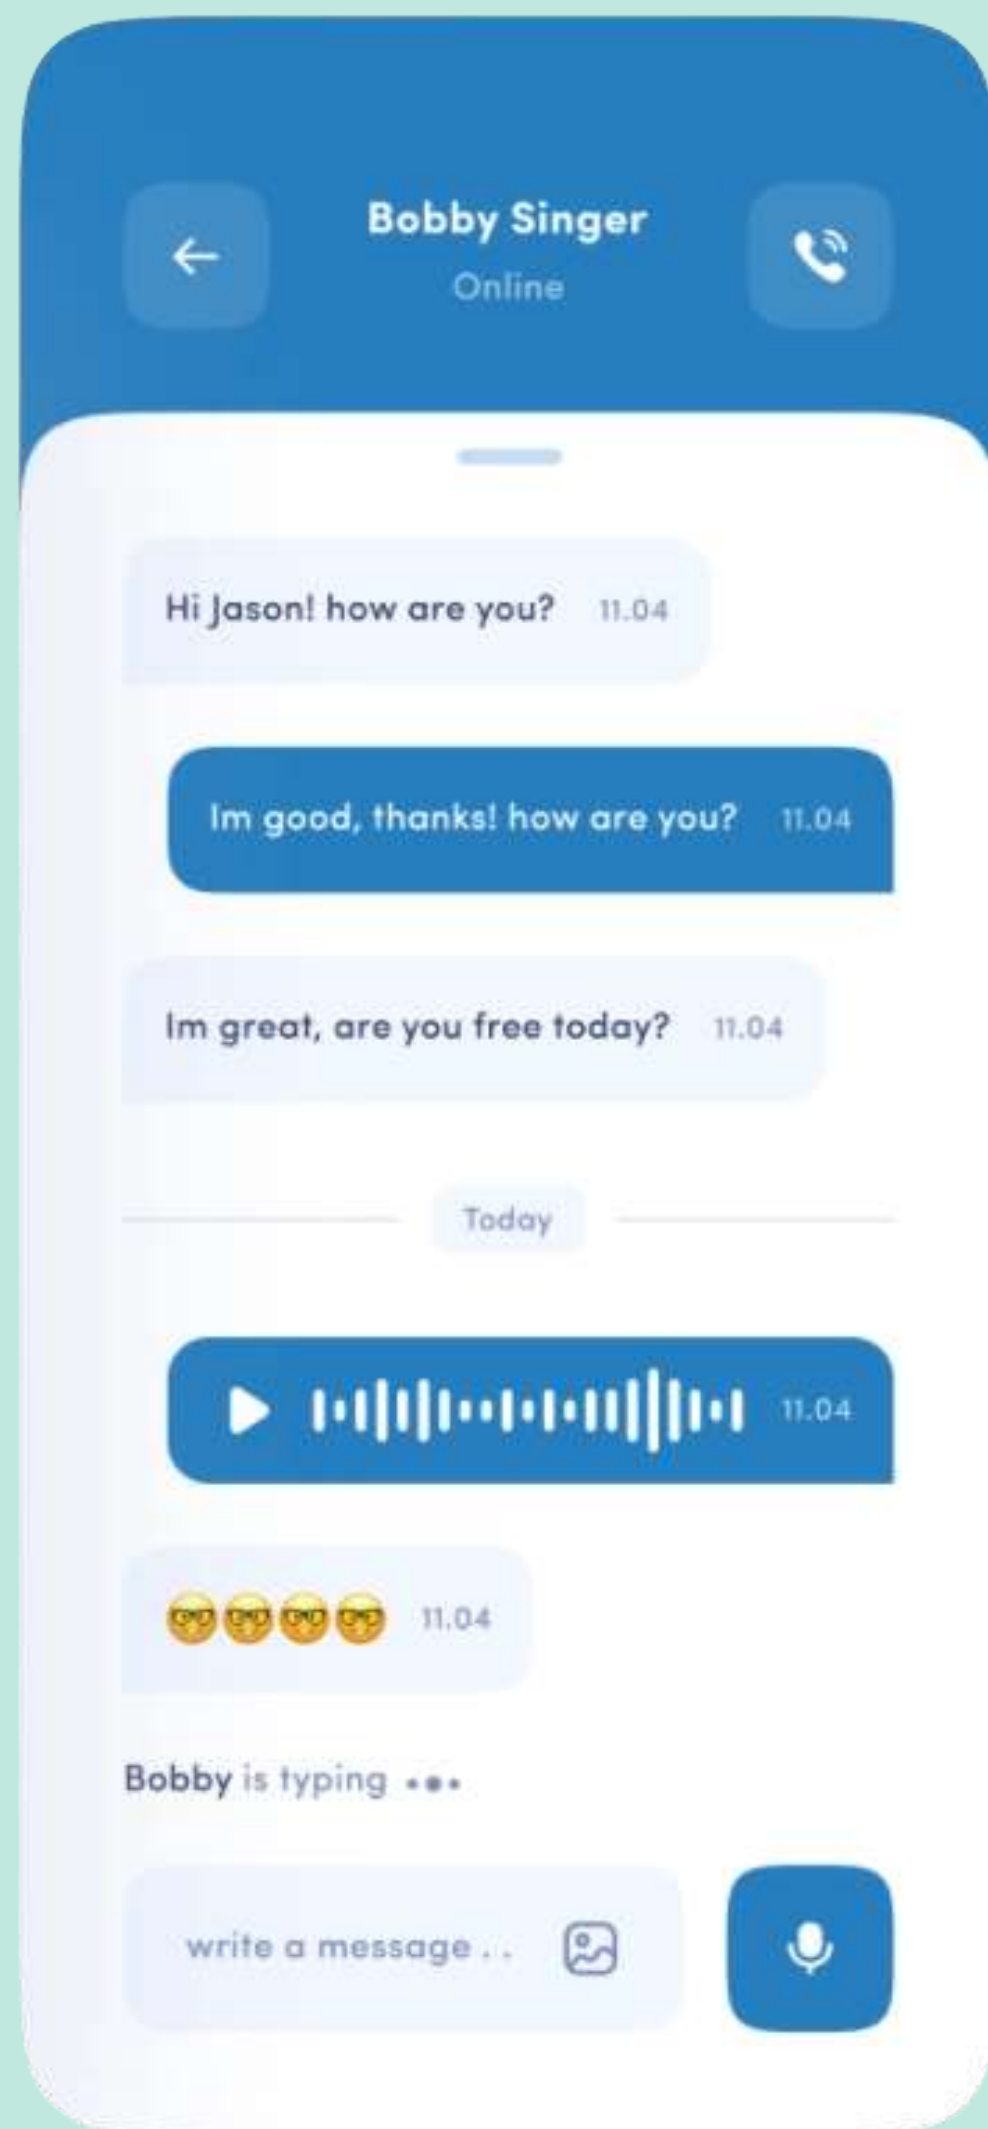 Bobby Singer
Online
Hi Jason! how are you? 11.04
Im good, thanks! how are you? 11.04
Im great, are you free today? 11.04
Today
11.04
🤓🤓🤓🤓 11.04
Bobby is typing
write a message . .